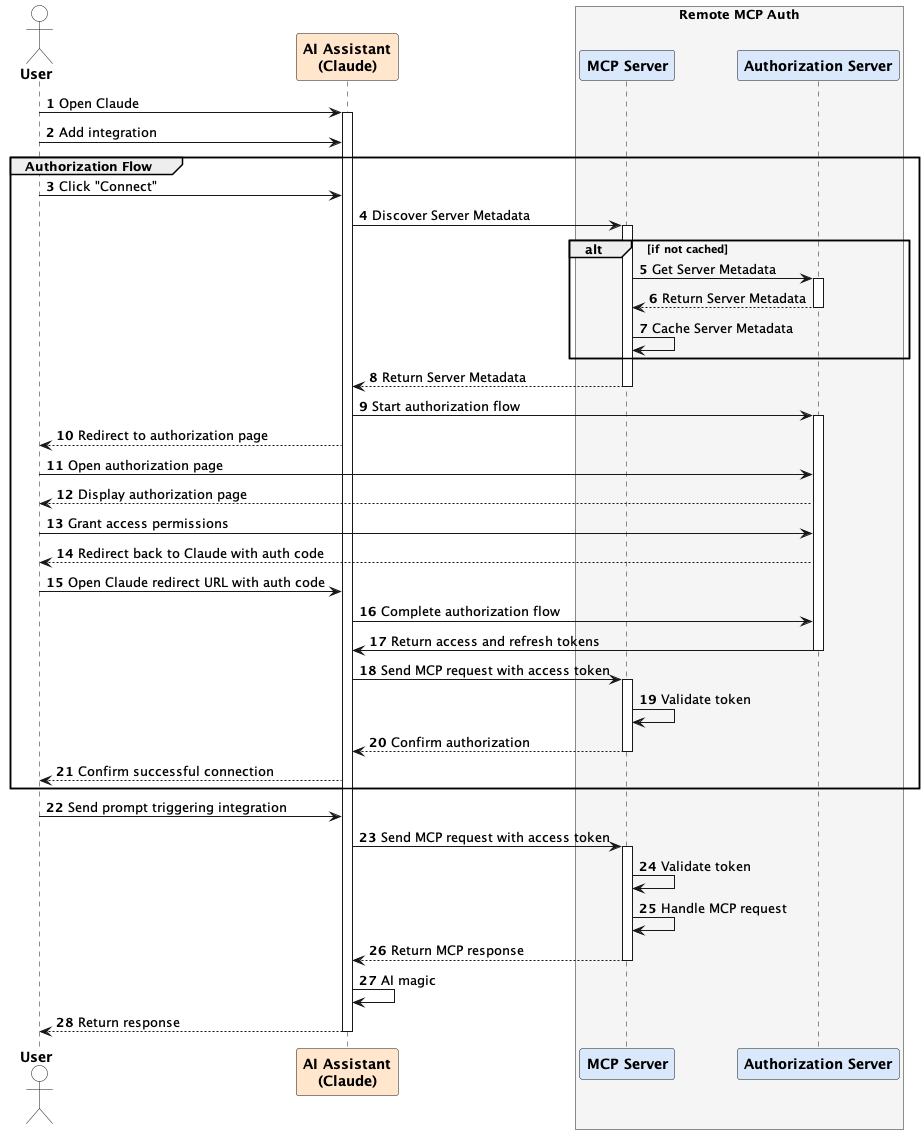 Remote MCP Auth
User
AI Assistant
(Claude)
MCP Server
Authorization Server
1 Open Claude
2 Add integration
Authorization Flow
3 Click "Connect"
4 Discover Server Metadata
alt
[if not cached]
5 Get Server Metadata
6 Return Server Metadata
7 Cache Server Metadata
8 Return Server Metadata
9 Start authorization flow
10 Redirect to authorization page
11 Open authorization page
12 Display authorization page
13 Grant access permissions
14 Redirect back to Claude with auth code
15 Open Claude redirect URL with auth code
16 Complete authorization flow
17 Return access and refresh tokens
18 Send MCP request with access token
19 Validate token
20 Confirm authorization
21 Confirm successful connection
22 Send prompt triggering integration
23 Send MCP request with access token
24 Validate token
25 Handle MCP request
26 Return MCP response
27 AI magic
28 Return response
User
AI Assistant
(Claude)
MCP Server
Authorization Server